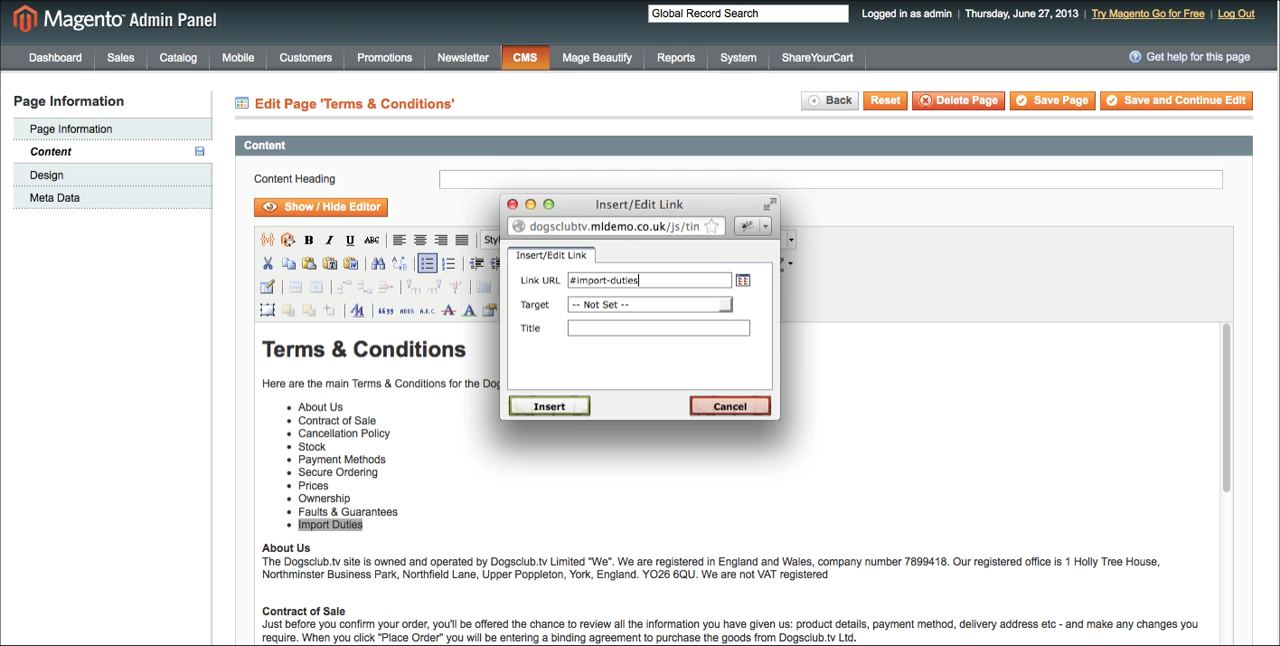 Magento Admin Panel
Global Record Search
Logged in as admin | Thursday, June 27, 2013 | Try Magento Go for Free | Log Out
Dashboard Sales Catalog Mobile Customers Promotions Newsletter CMS Mage Beautify Reports System ShareYourCart
Get help for this page
Page Information
Page Information
Content
Design
Meta Data
Edit Page 'Terms & Conditions'
Back Reset Delete Page Save Page Save and Continue Edit
Content
Content Heading
Show / Hide Editor
B I U ABC
Insert/Edit Link
dogsclubtv.mldemo.co.uk/js/tin
Insert/Edit Link
Link URL #import-duties
Target -- Not Set --
Title
Insert Cancel
Terms & Conditions
Here are the main Terms & Conditions for the
About Us
Contract of Sale
Cancellation Policy
Stock
Payment Methods
Secure Ordering
Prices
Ownership
Faults & Guarantees
Import Duties
About Us
The Dogsclub.tv site is owned and operated by Dogsclub.tv Limited "We". We are registered in England and Wales, company number 7899418. Our registered office is 1 Holly Tree House,
Northminster Business Park, Northfield Lane, Upper Poppleton, York, England. YO26 6QU. We are not VAT registered
Contract of Sale
Just before you confirm your order, you'll be offered the chance to review all the information you have given us: product details, payment method, delivery address etc - and make any changes you
require. When you click "Place Order" you will be entering a binding agreement to purchase the goods from Dogsclub.tv Ltd.